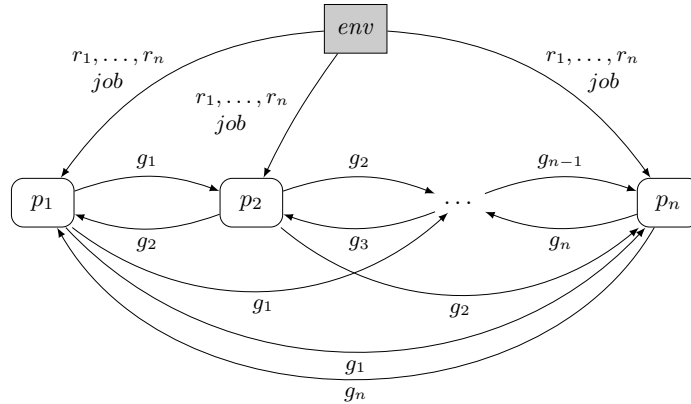 env
r₁, . . . , rₙ
job
r₁, . . . , rₙ
job
r₁, . . . , rₙ
job
g₁
g₂
gₙ₋₁
p₁
p₂
. . .
pₙ
g₂
g₃
gₙ
g₁
g₂
g₁
gₙ